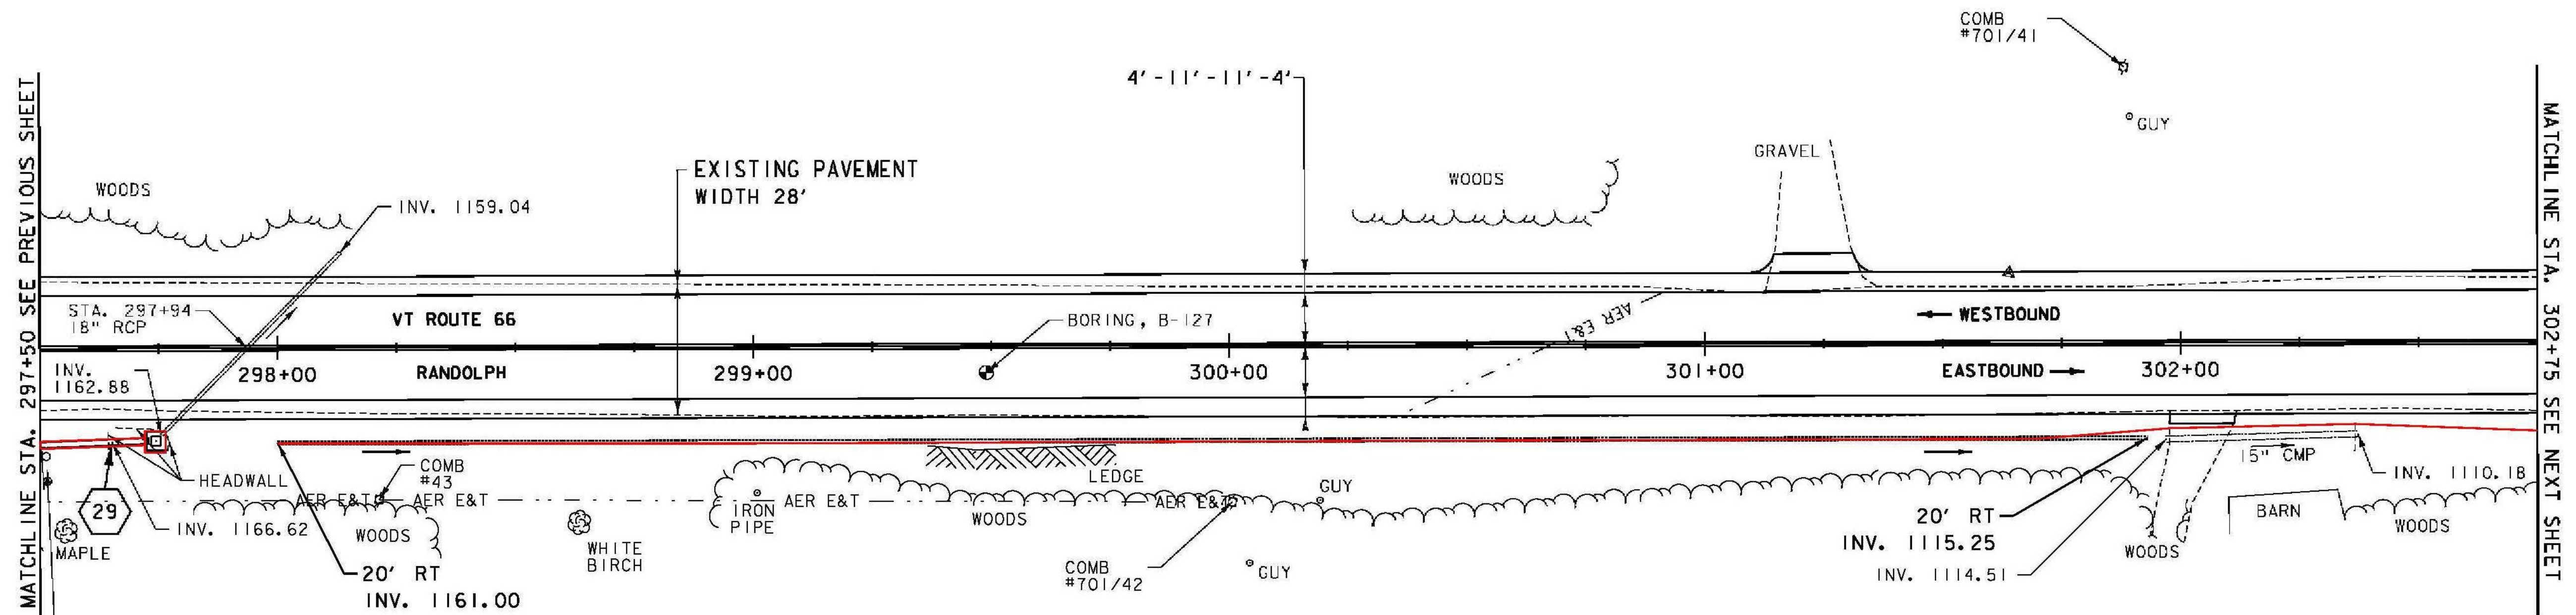 COMB
#701/41
4'-11'-11'-4'
GUY
GRAVEL
EXISTING PAVEMENT
WIDTH 28'
WOODS
WOODS
INV. 1159.04
MATCHLINE STA. 297+50 SEE PREVIOUS SHEET
MATCHLINE STA. 302+75 SEE NEXT SHEET
STA. 297+94
18" RCP
VT ROUTE 66
BORING, B-127
AER E&T
WESTBOUND
INV.
1162.88
298+00
RANDOLPH
299+00
300+00
301+00
EASTBOUND
302+00
HEADWALL
COMB
#43
LEDGE
15" CMP
INV. 1110.18
AER E&T
AER E&T
AER E&T
AER E&T
GUY
29
INV. 1166.62
WOODS
IRON
PIPE
WOODS
20' RT
INV. 1115.25
BARN
WOODS
MAPLE
WHITE
BIRCH
WOODS
20' RT
INV. 1161.00
COMB
#701/42
GUY
INV. 1114.51